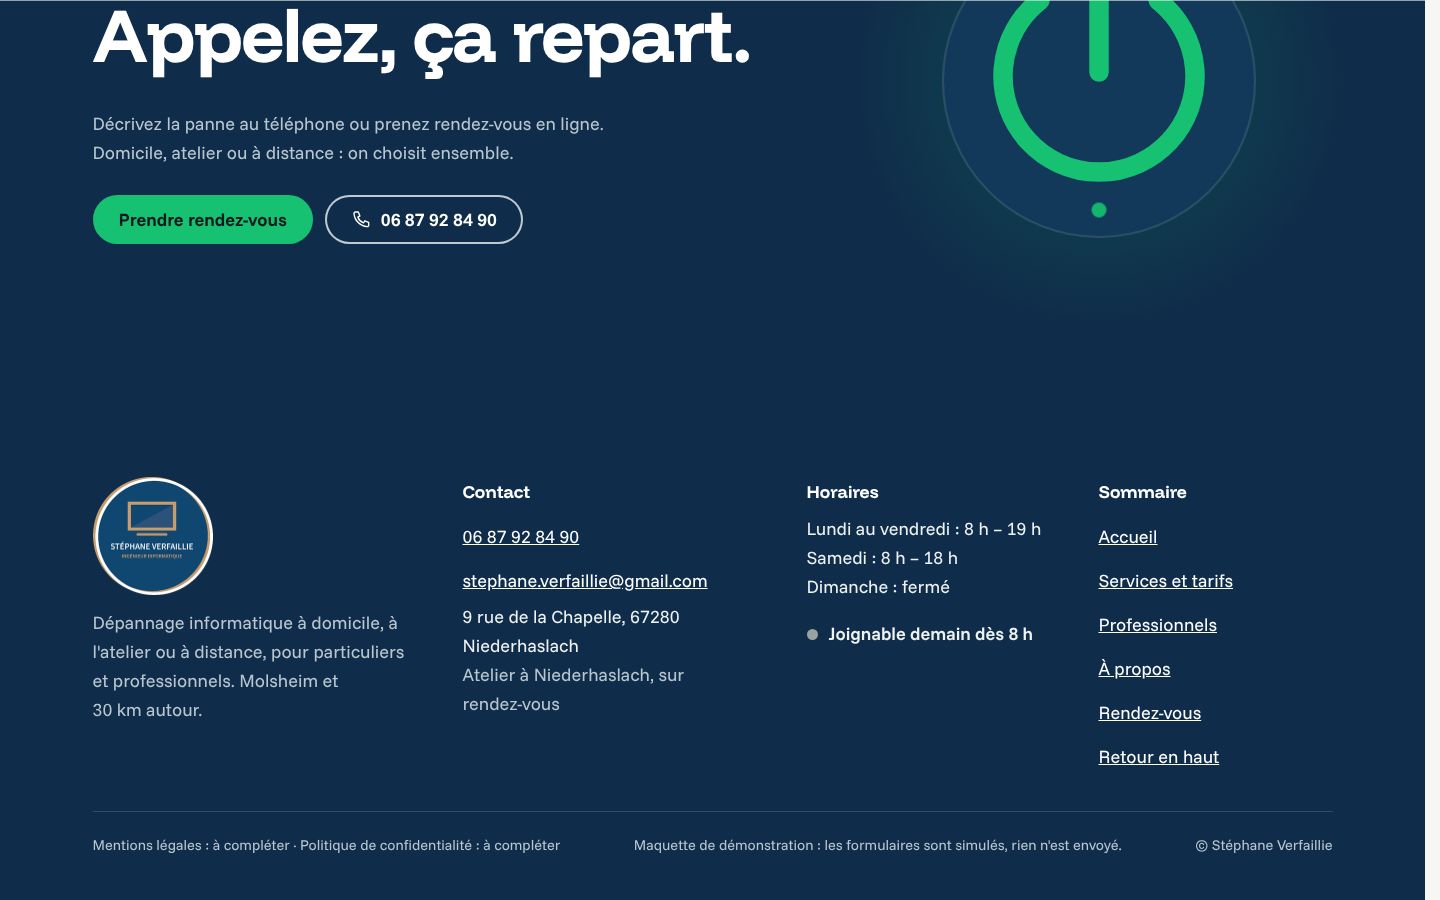 Appelez, ça repart.
Décrivez la panne au téléphone ou prenez rendez-vous en ligne.
Domicile, atelier ou à distance : on choisit ensemble.
Prendre rendez-vous
06 87 92 84 90
STÉPHANE VERFAILLIE
INGÉNIEUR INFORMATIQUE
Dépannage informatique à domicile, à
l'atelier ou à distance, pour particuliers
et professionnels. Molsheim et
30 km autour.
Contact
06 87 92 84 90
stephane.verfaillie@gmail.com
9 rue de la Chapelle, 67280
Niederhaslach
Atelier à Niederhaslach, sur
rendez-vous
Horaires
Lundi au vendredi : 8 h – 19 h
Samedi : 8 h – 18 h
Dimanche : fermé
Joignable demain dès 8 h
Sommaire
Accueil
Services et tarifs
Professionnels
À propos
Rendez-vous
Retour en haut
Mentions légales : à compléter · Politique de confidentialité : à compléter
Maquette de démonstration : les formulaires sont simulés, rien n'est envoyé.
© Stéphane Verfaillie